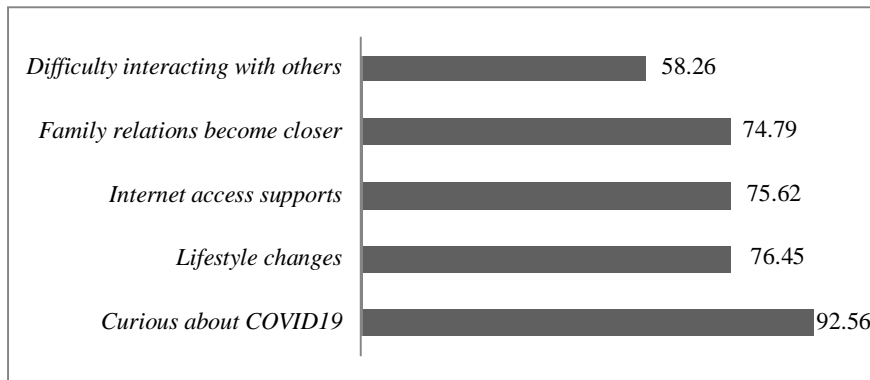 Difficulty interacting with others 58.26
Family relations become closer 74.79
Internet access supports 75.62
Lifestyle changes 76.45
Curious about COVID19 92.56